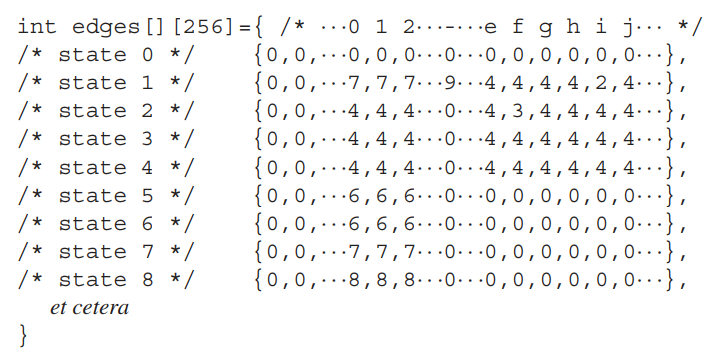 int edges[][256]={ /* ···0 1 2···-···e f g h i j··· */
/* state 0 */ {0,0,···0,0,0···0···0,0,0,0,0,0···},
/* state 1 */ {0,0,···7,7,7···9···4,4,4,4,2,4···},
/* state 2 */ {0,0,···4,4,4···0···4,3,4,4,4,4···},
/* state 3 */ {0,0,···4,4,4···0···4,4,4,4,4,4···},
/* state 4 */ {0,0,···4,4,4···0···4,4,4,4,4,4···},
/* state 5 */ {0,0,···6,6,6···0···0,0,0,0,0,0···},
/* state 6 */ {0,0,···6,6,6···0···0,0,0,0,0,0···},
/* state 7 */ {0,0,···7,7,7···0···0,0,0,0,0,0···},
/* state 8 */ {0,0,···8,8,8···0···0,0,0,0,0,0···},
et cetera
}